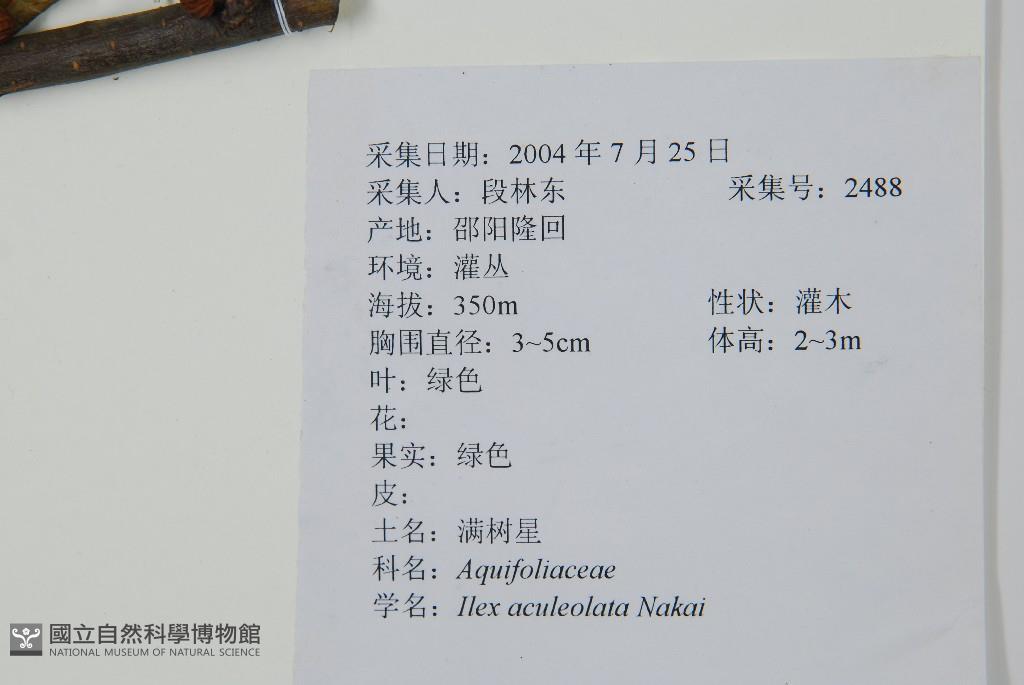 采集日期：2004 年 7 月 25 日
采集人：段林东 采集号：2488
产地：邵阳隆回
环境：灌丛
海拔：350m 性状：灌木
胸围直径：3~5cm 体高：2~3m
叶：绿色
花：
果实：绿色
皮：
土名：满树星
科名：Aquifoliaceae
学名：Ilex aculeolata Nakai
國立自然科學博物館
NATIONAL MUSEUM OF NATURAL SCIENCE